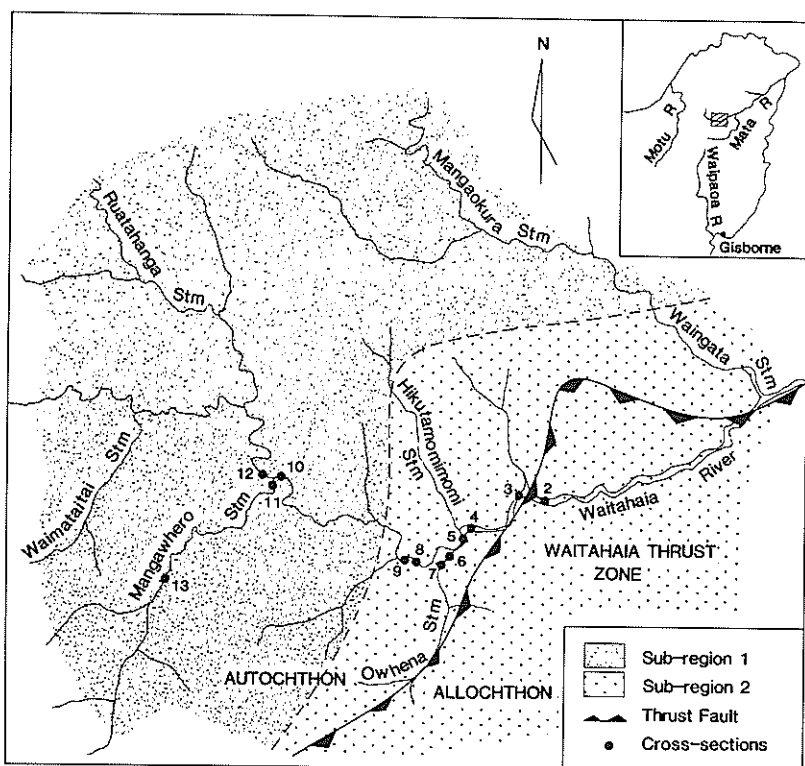 N
Motu R
Mata R
Waipaoa R
Gisborne
Ruatahanga Stm
Mangaokura Stm
Waingata Stm
Hikutamomimomi Stm
Waimataitai Stm
Mangawhero Stm
12
10
11
13
3
2
4
5
6
7
8
9
Waitahaia River
WAITAHAIA THRUST
ZONE
Owhena Stm
AUTOCHTHON
ALLOCHTHON
Sub-region 1
Sub-region 2
Thrust Fault
Cross-sections